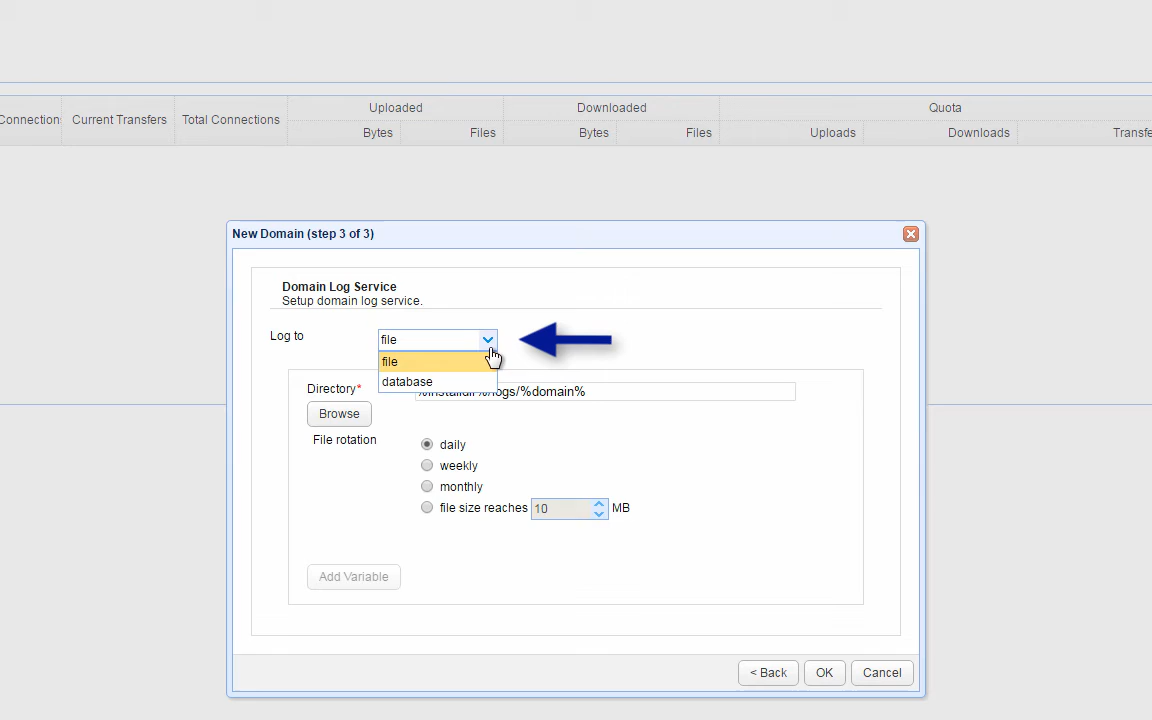 Uploaded Downloaded Quota
Connection Current Transfers Total Connections
Bytes Files Bytes Files Uploads Downloads Transfe
New Domain (step 3 of 3)
Domain Log Service
Setup domain log service.
Log to file
file
database
Directory* logs/%domain%
Browse
File rotation
daily
weekly
monthly
file size reaches 10 MB
Add Variable
< Back OK Cancel